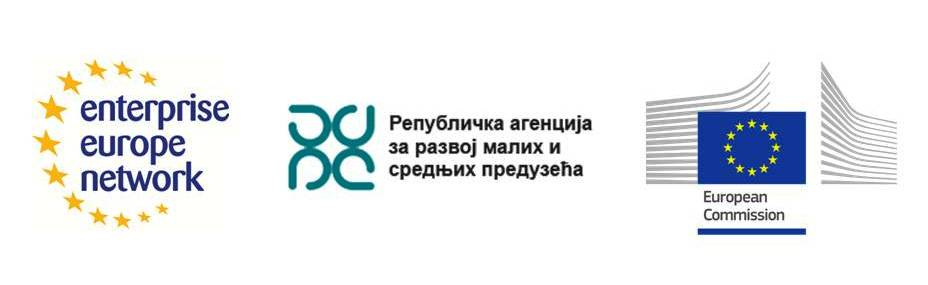 enterprise
europe
network
Републичка агенција
за развој малих и
средњих предузећа
European
Commission